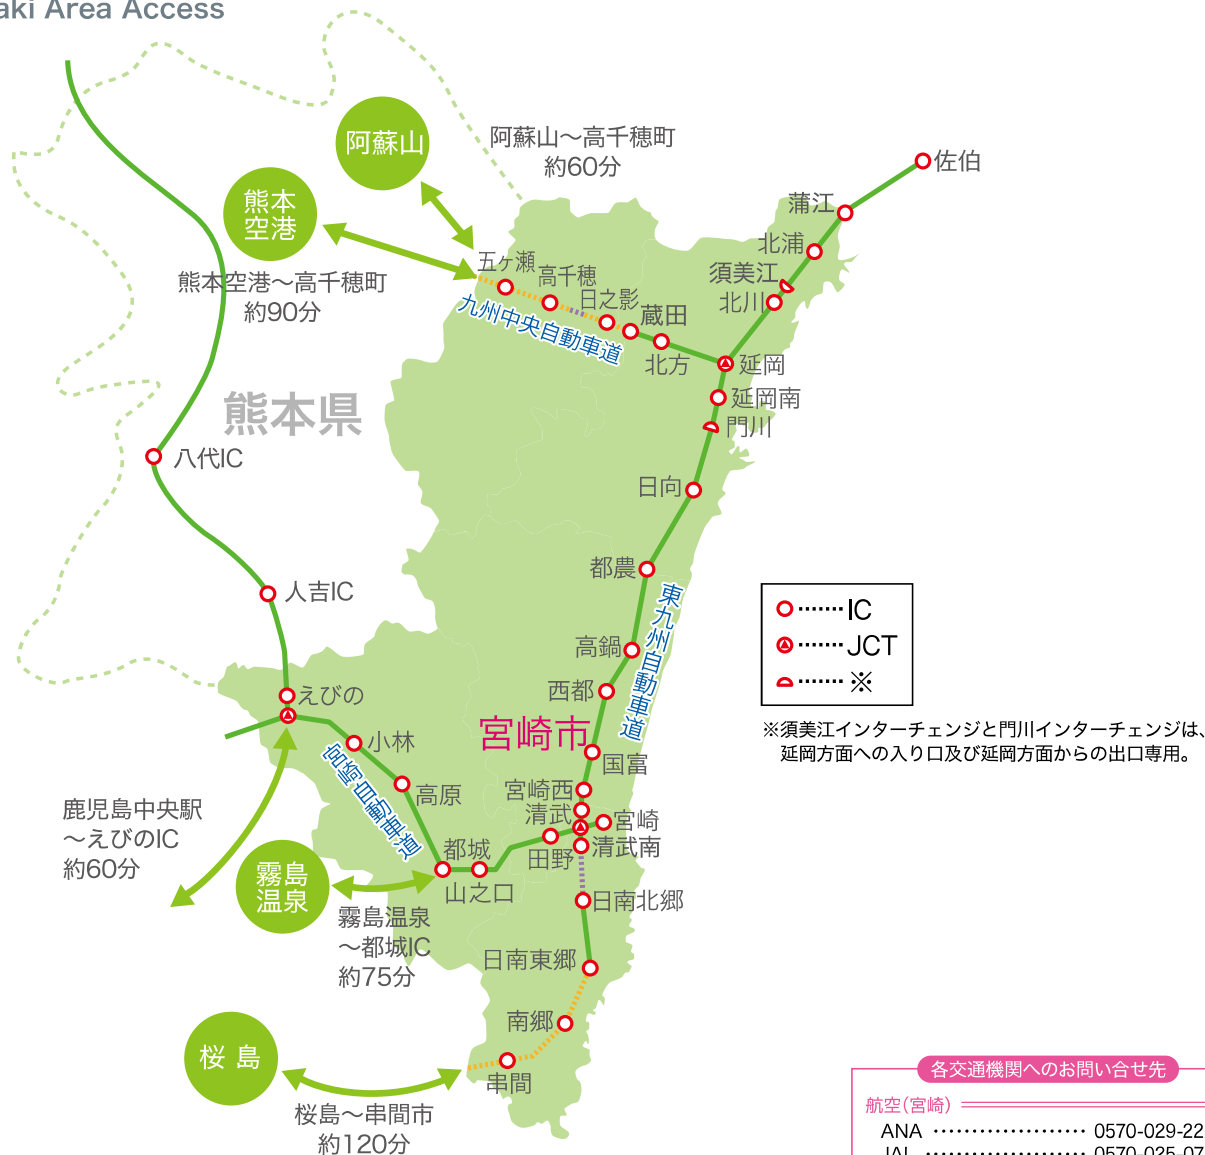 aki Area Access
阿蘇山
阿蘇山〜高千穂町
約60分
熊本
空港
熊本空港〜高千穂町
約90分
佐伯
蒲江
北浦
須美江
北川
五ヶ瀬
高千穂
日之影
蔵田
北方
九州中央自動車道
延岡
延岡南
門川
熊本県
八代IC
日向
都農
人吉IC
東九州自動車道
高鍋
西都
えびの
宮崎市
小林
国富
宮崎自動車道
高原
宮崎西
清武
宮崎
田野
清武南
都城
山之口
鹿児島中央駅
〜えびのIC
約60分
霧島
温泉
霧島温泉
〜都城IC
約75分
日南北郷
日南東郷
南郷
串間
桜島
桜島〜串間市
約120分
……IC
……JCT
……※
※須美江インターチェンジと門川インターチェンジは、
延岡方面への入り口及び延岡方面からの出口専用。
各交通機関へのお問い合せ先
航空(宮崎)
ANA ………………… 0570-029-22
JAL ………………… 0570-025-07